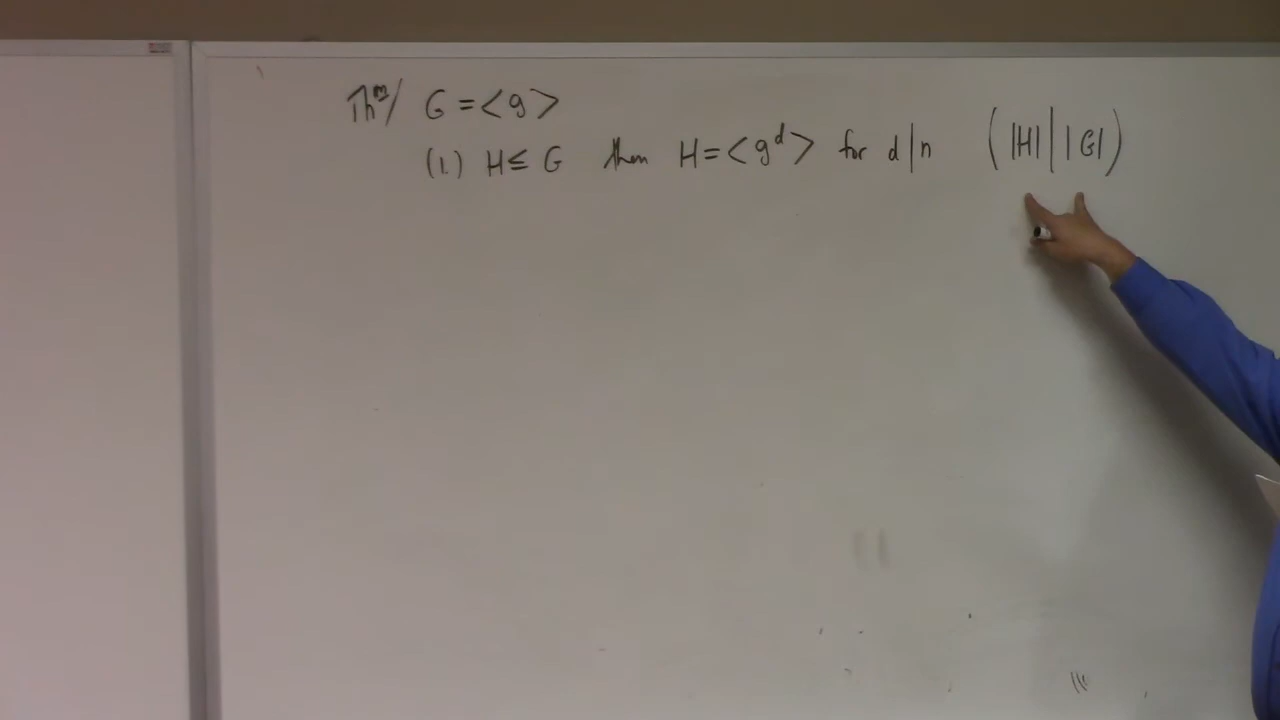 Thm/ G = <g>
(1.) H ≤ G then H = <g^d> for d|n (|H| | |G|)